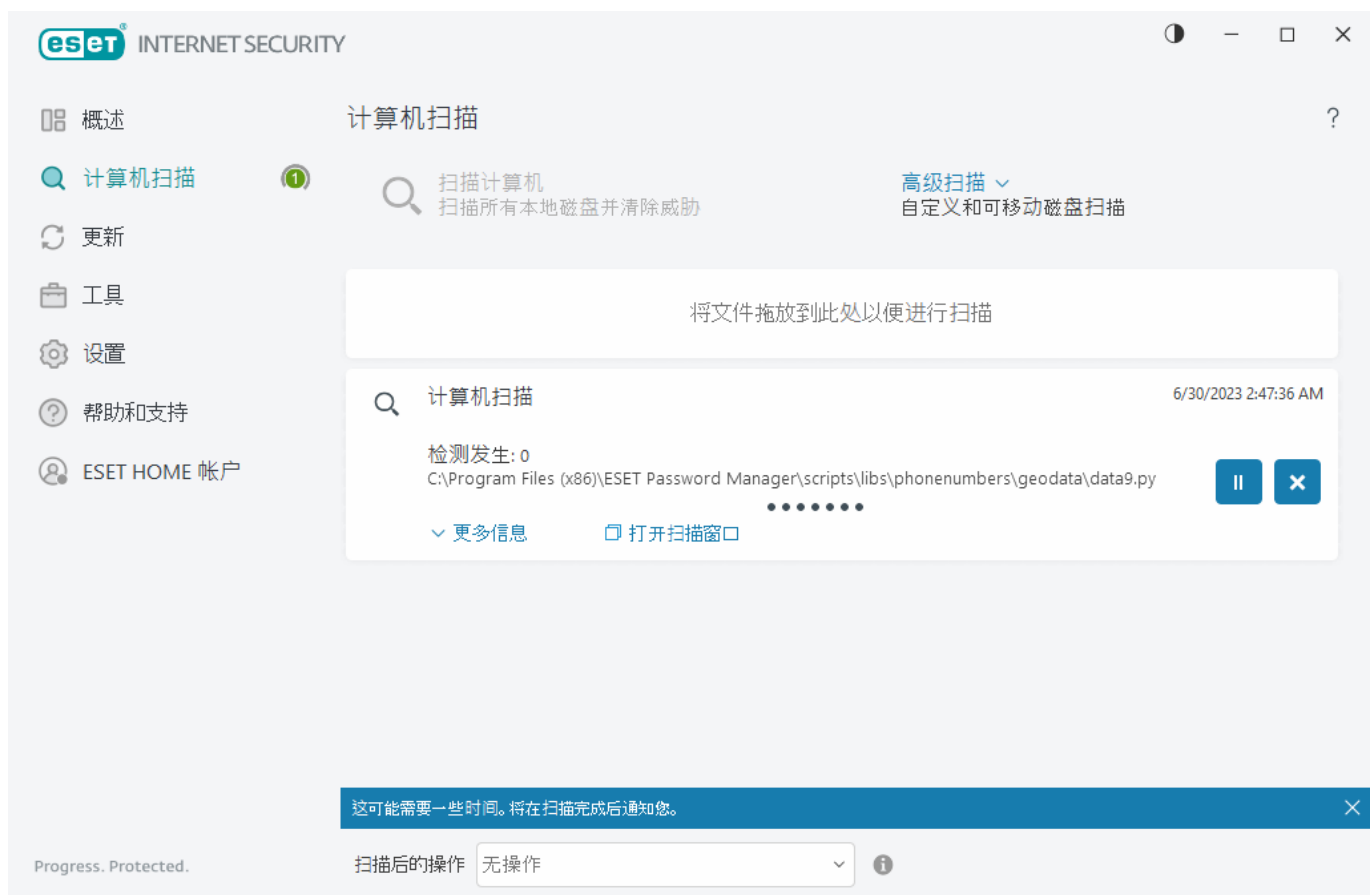 eset® INTERNET SECURITY
概述
计算机扫描
1
更新
工具
设置
帮助和支持
ESET HOME 帐户
Progress. Protected.
计算机扫描
?
扫描计算机
扫描所有本地磁盘并清除威胁
高级扫描
自定义和可移动磁盘扫描
将文件拖放到此处以便进行扫描
计算机扫描
6/30/2023 2:47:36 AM
检测发生: 0
C:\Program Files (x86)\ESET Password Manager\scripts\libs\phonenumbers\geodata\data9.py
更多信息
打开扫描窗口
这可能需要一些时间。将在扫描完成后通知您。
扫描后的操作 无操作